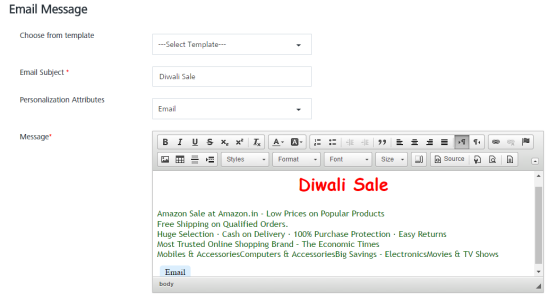 Email Message
Choose from template
---Select Template---
Email Subject *
Diwali Sale
Personalization Attributes
Email
Message*
B I U S x₂ x² Iₓ A
Styles Format Font Size Source
Diwali Sale
Amazon Sale at Amazon.in - Low Prices on Popular Products
Free Shipping on Qualified Orders.
Huge Selection · Cash on Delivery · 100% Purchase Protection · Easy Returns
Most Trusted Online Shopping Brand – The Economic Times
Mobiles & AccessoriesComputers & AccessoriesBig Savings - ElectronicsMovies & TV Shows
Email
body